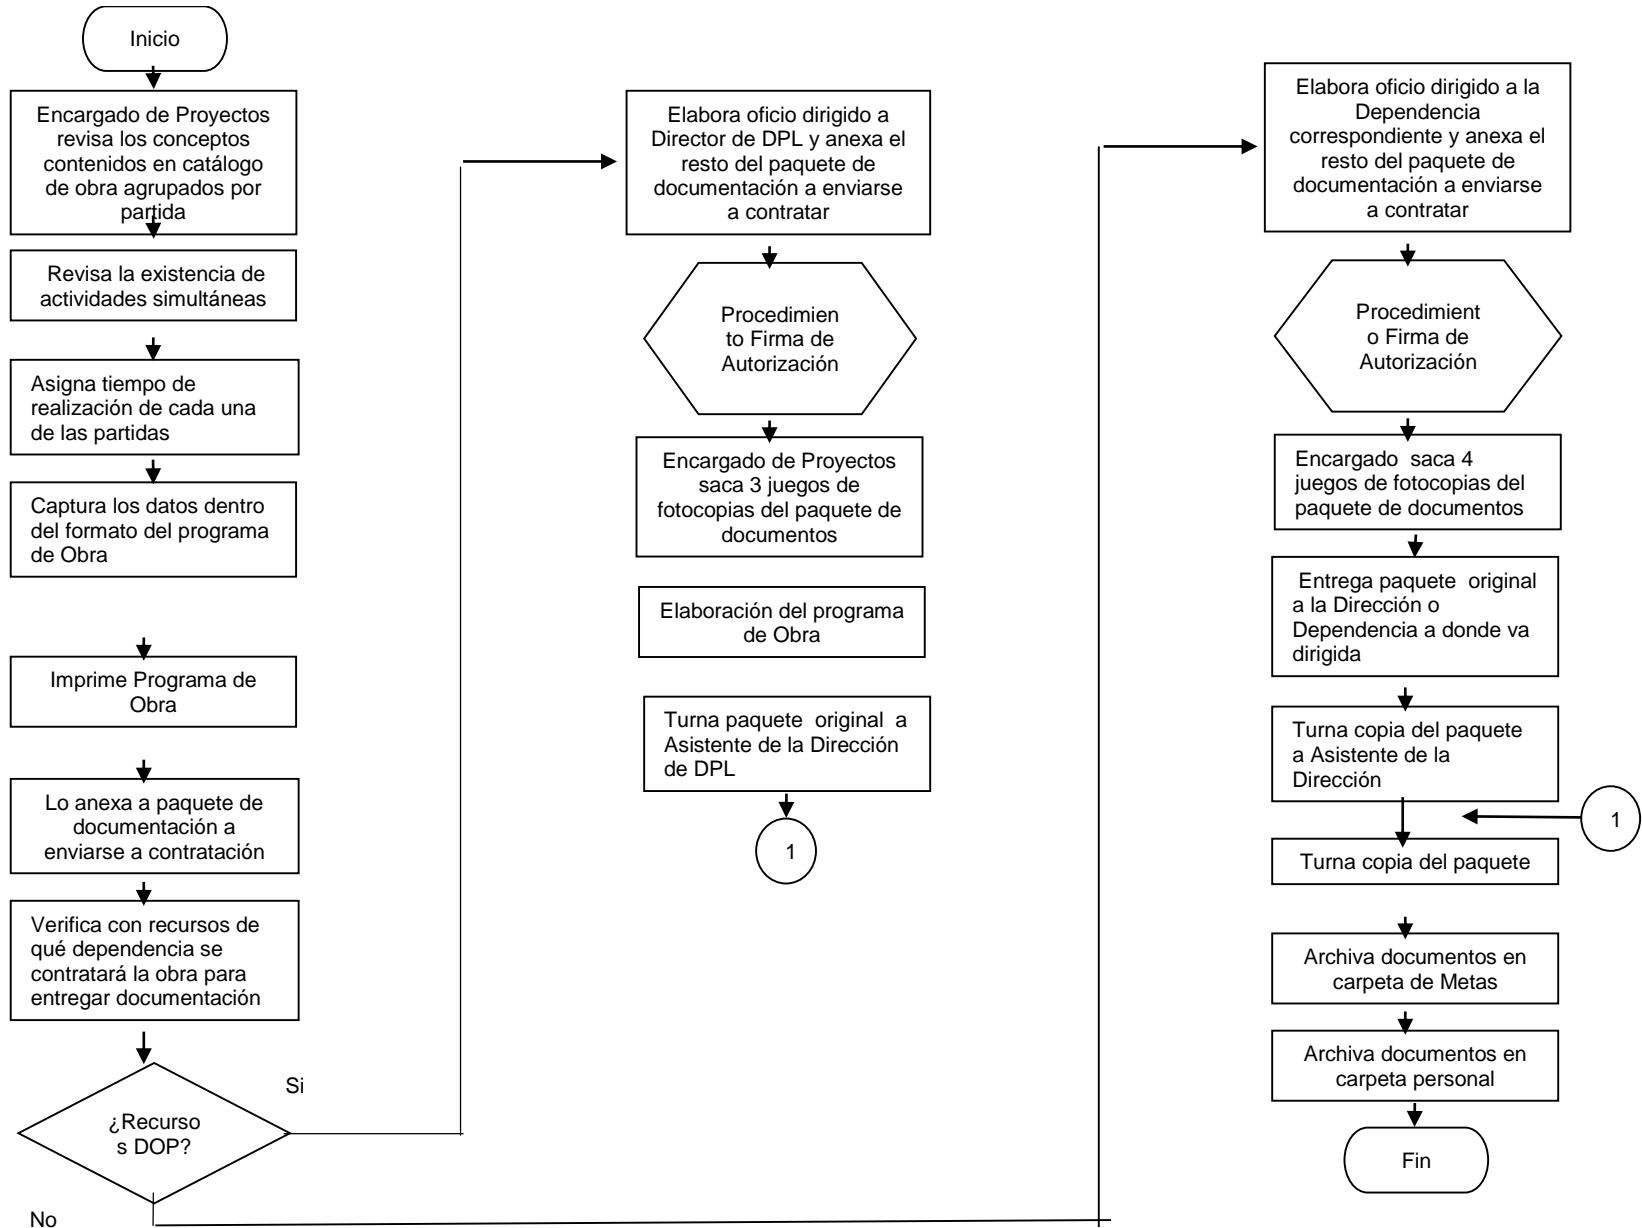 Inicio
Encargado de Proyectos
revisa los conceptos
contenidos en catálogo
de obra agrupados por
partida
Revisa la existencia de
actividades simultáneas
Asigna tiempo de
realización de cada una
de las partidas
Captura los datos dentro
del formato del programa
de Obra
Imprime Programa de
Obra
Lo anexa a paquete de
documentación a
enviarse a contratación
Verifica con recursos de
qué dependencia se
contratará la obra para
entregar documentación
Si
¿Recurso
s DOP?
No
Elabora oficio dirigido a
Director de DPL y anexa el
resto del paquete de
documentación a enviarse
a contratar
Procedimien
to Firma de
Autorización
Encargado de Proyectos
saca 3 juegos de
fotocopias del paquete de
documentos
Elaboración del programa
de Obra
Turna paquete original a
Asistente de la Dirección
de DPL
1
Elabora oficio dirigido a la
Dependencia
correspondiente y anexa el
resto del paquete de
documentación a enviarse
a contratar
Procedimient
o Firma de
Autorización
Encargado saca 4
juegos de fotocopias del
paquete de documentos
Entrega paquete original
a la Dirección o
Dependencia a donde va
dirigida
Turna copia del paquete
a Asistente de la
Dirección
1
Turna copia del paquete
Archiva documentos en
carpeta de Metas
Archiva documentos en
carpeta personal
Fin